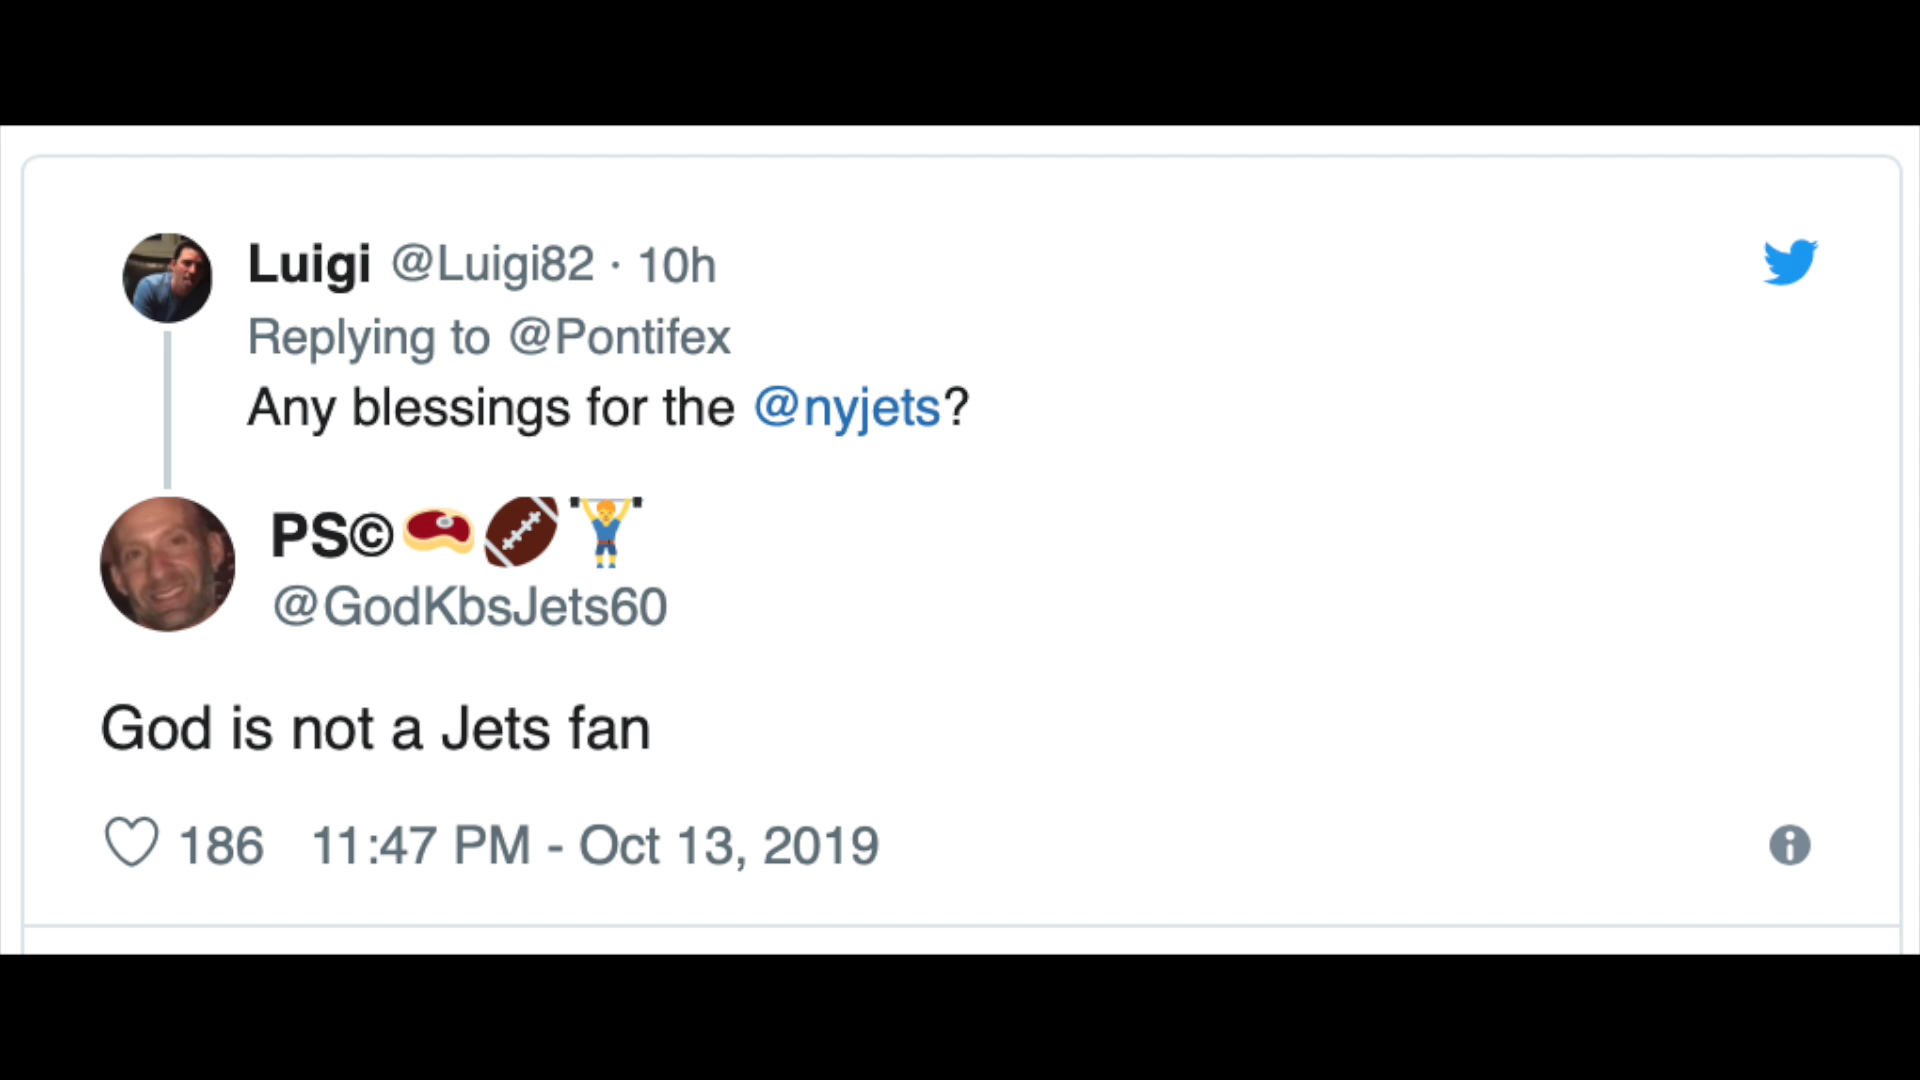 Luigi @Luigi82 · 10h
Replying to @Pontifex
Any blessings for the @nyjets?
PS©🥩🏈🏋️
@GodKbsJets60
God is not a Jets fan
186 11:47 PM - Oct 13, 2019